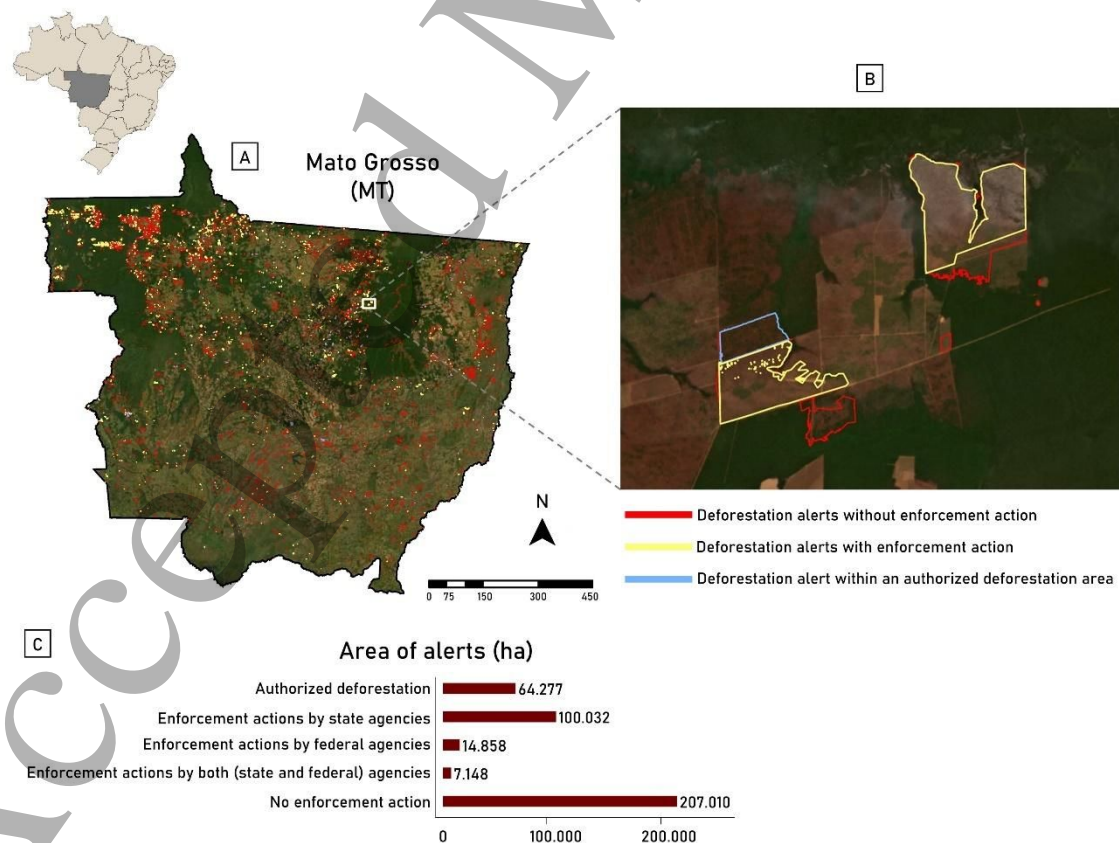 A
Mato Grosso
(MT)
B
N
0 75 150 300 450
Deforestation alerts without enforcement action
Deforestation alerts with enforcement action
Deforestation alert within an authorized deforestation area
C
Area of alerts (ha)
Authorized deforestation 64.277
Enforcement actions by state agencies 100.032
Enforcement actions by federal agencies 14.858
Enforcement actions by both (state and federal) agencies 7.148
No enforcement action 207.010
0 100.000 200.000
Accepted M